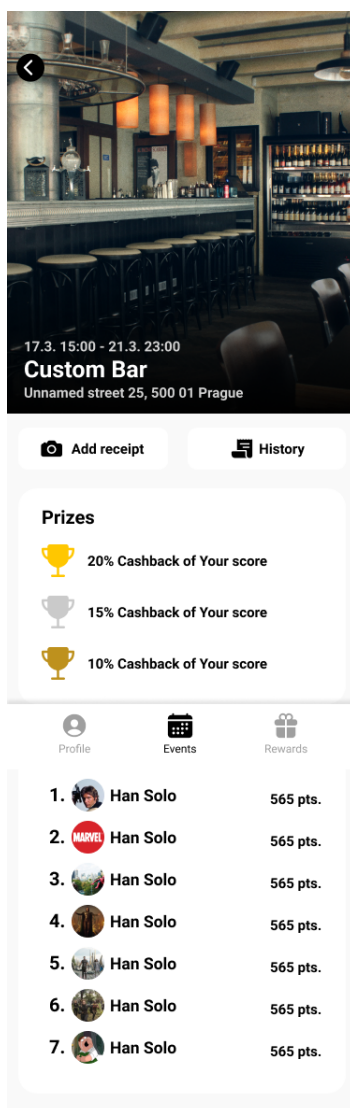 17.3. 15:00 - 21.3. 23:00
Custom Bar
Unnamed street 25, 500 01 Prague
Add receipt
History
Prizes
20% Cashback of Your score
15% Cashback of Your score
10% Cashback of Your score
Profile
Events
Rewards
1. Han Solo 565 pts.
2. MARVEL Han Solo 565 pts.
3. Han Solo 565 pts.
4. Han Solo 565 pts.
5. Han Solo 565 pts.
6. Han Solo 565 pts.
7. Han Solo 565 pts.